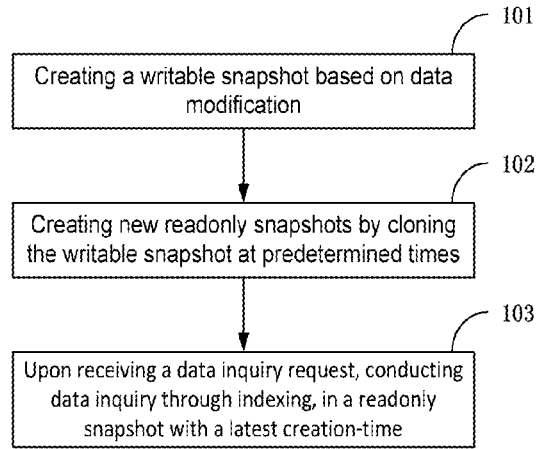 101
Creating a writable snapshot based on data
modification
102
Creating new readonly snapshots by cloning
the writable snapshot at predetermined times
103
Upon receiving a data inquiry request, conducting
data inquiry through indexing, in a readonly
snapshot with a latest creation-time